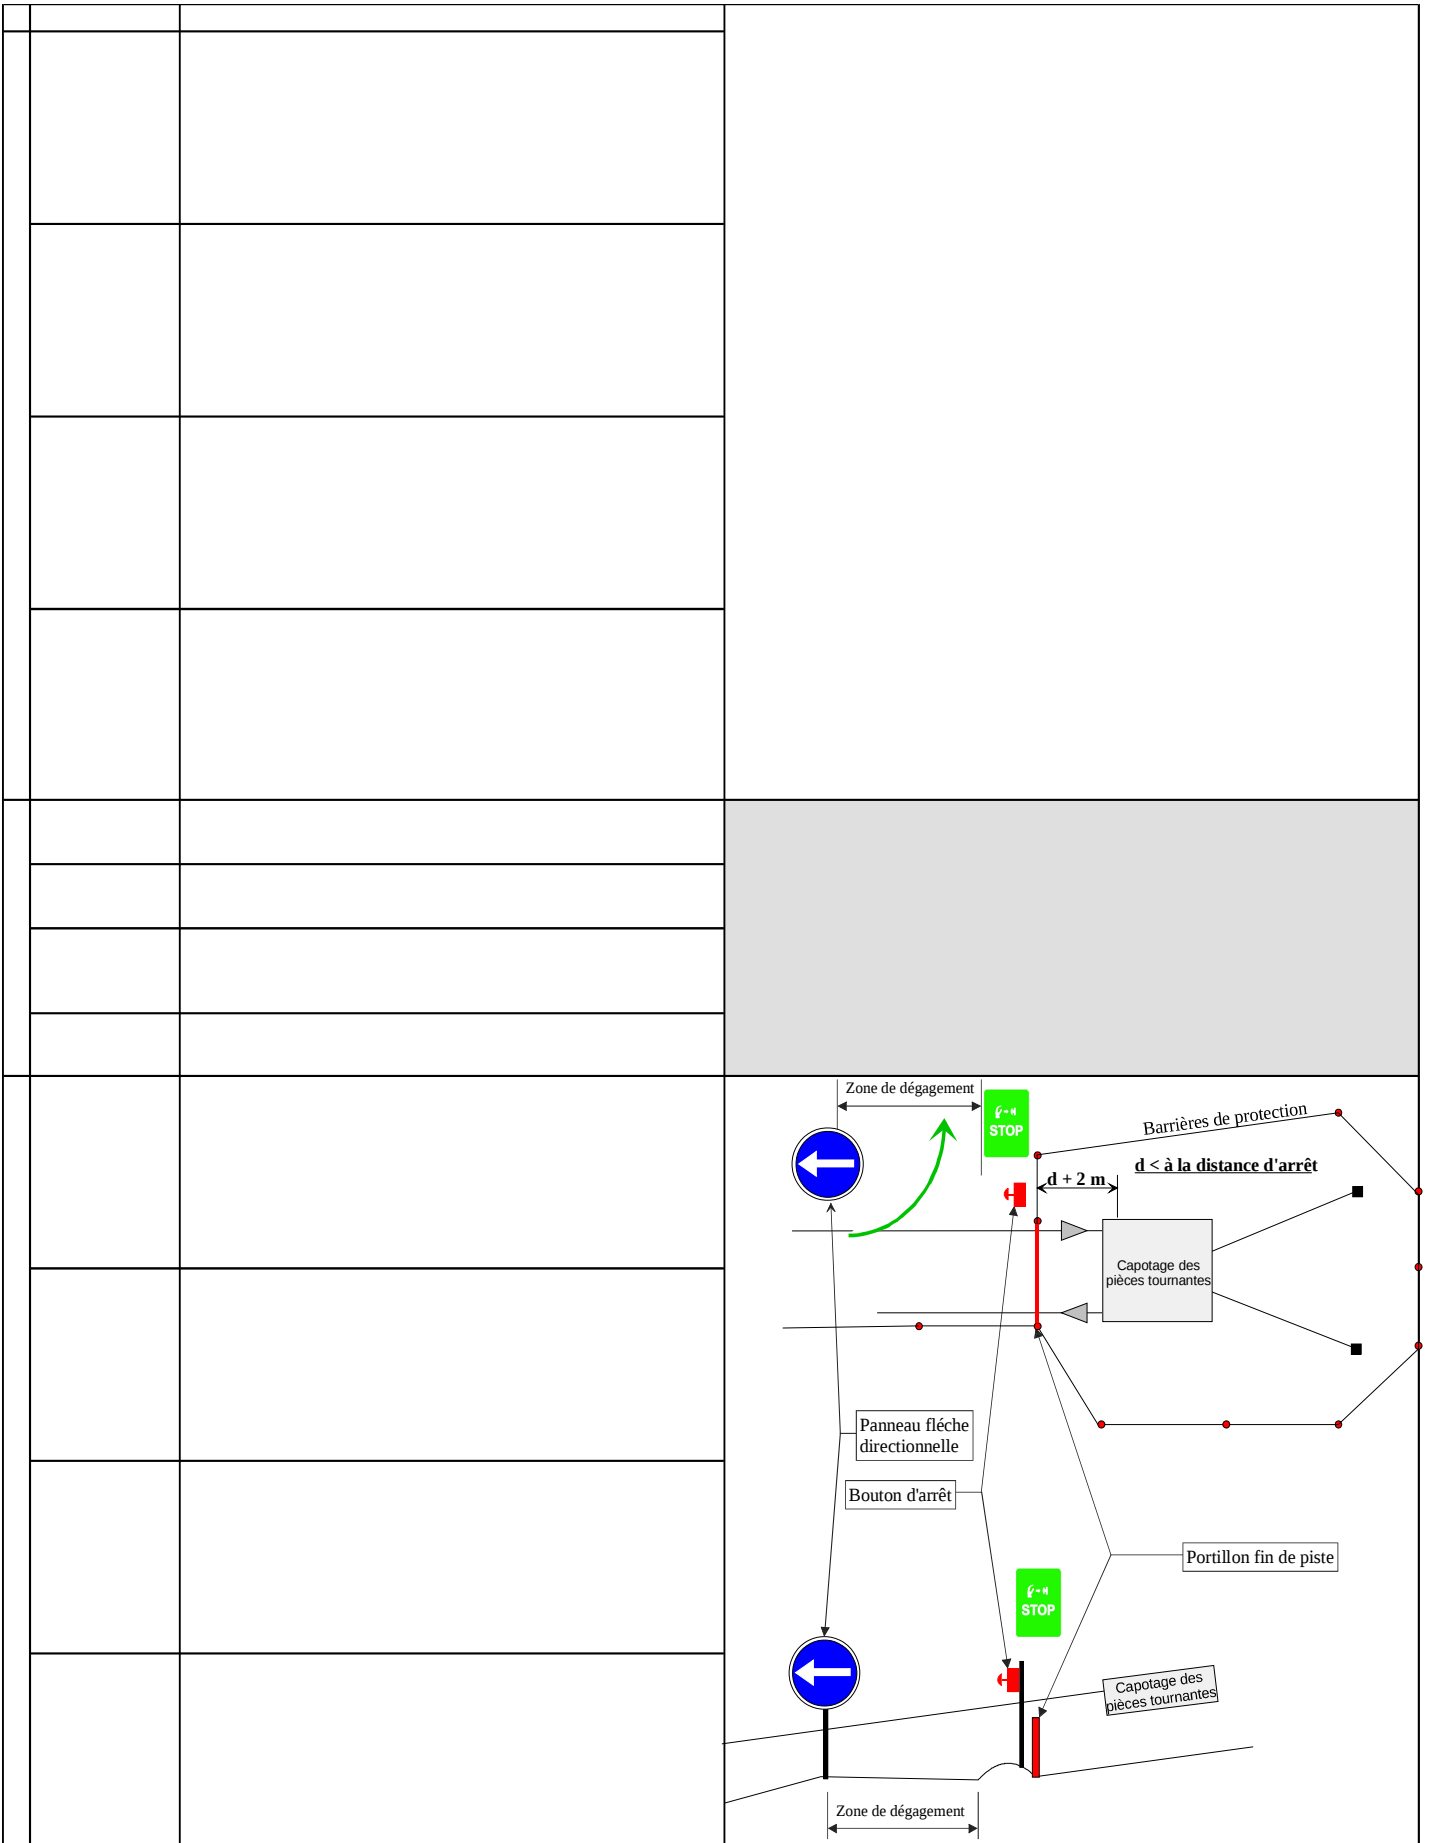 Zone de dégagement
STOP
Barrières de protection
d < à la distance d'arrêt
d + 2 m
Capotage des
pièces tournantes
Panneau fléche
directionnelle
Bouton d'arrêt
Portillon fin de piste
STOP
Capotage des
pièces tournantes
Zone de dégagement